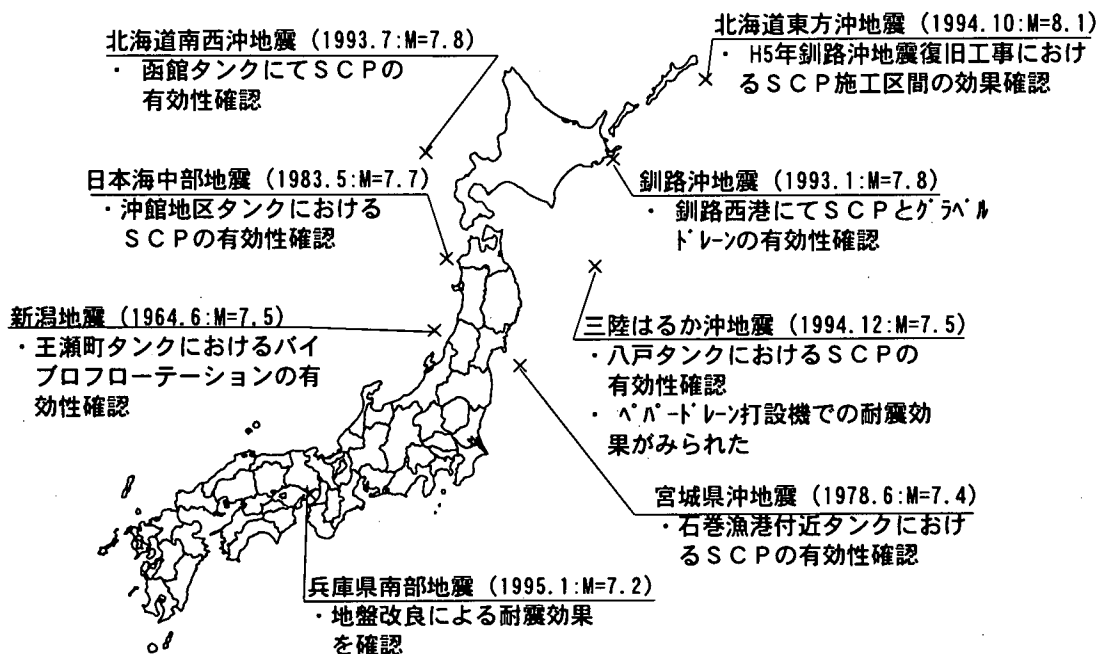 北海道南西沖地震 (1993.7:M=7.8)
・ 函館タンクにてＳＣＰの
有効性確認
北海道東方沖地震 (1994.10:M=8.1)
・ H5年釧路沖地震復旧工事におけ
るＳＣＰ施工区間の効果確認
日本海中部地震 (1983.5:M=7.7)
・沖館地区タンクにおける
ＳＣＰの有効性確認
釧路沖地震 (1993.1:M=7.8)
・ 釧路西港にてＳＣＰとｸﾞﾗﾍﾞﾙ
ﾄﾞﾚｰﾝの有効性確認
新潟地震 (1964.6:M=7.5)
・王瀬町タンクにおけるバイ
ブロフローテーションの有
効性確認
三陸はるか沖地震 (1994.12:M=7.5)
・八戸タンクにおけるＳＣＰの
有効性確認
・ ﾍﾟﾊﾟｰﾄﾞﾚｰﾝ打設機での耐震効
果がみられた
宮城県沖地震 (1978.6:M=7.4)
・石巻漁港付近タンクにおけ
るＳＣＰの有効性確認
兵庫県南部地震 (1995.1:M=7.2)
・地盤改良による耐震効果
を確認